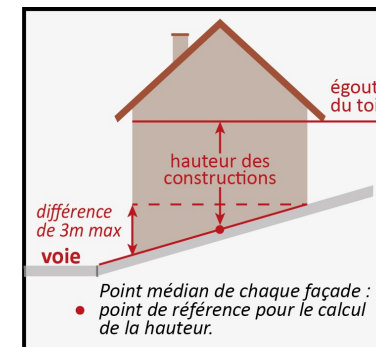 égout
du toi
hauteur des
constructions
différence
de 3m max
voie
Point médian de chaque façade :
point de référence pour le calcul
de la hauteur.